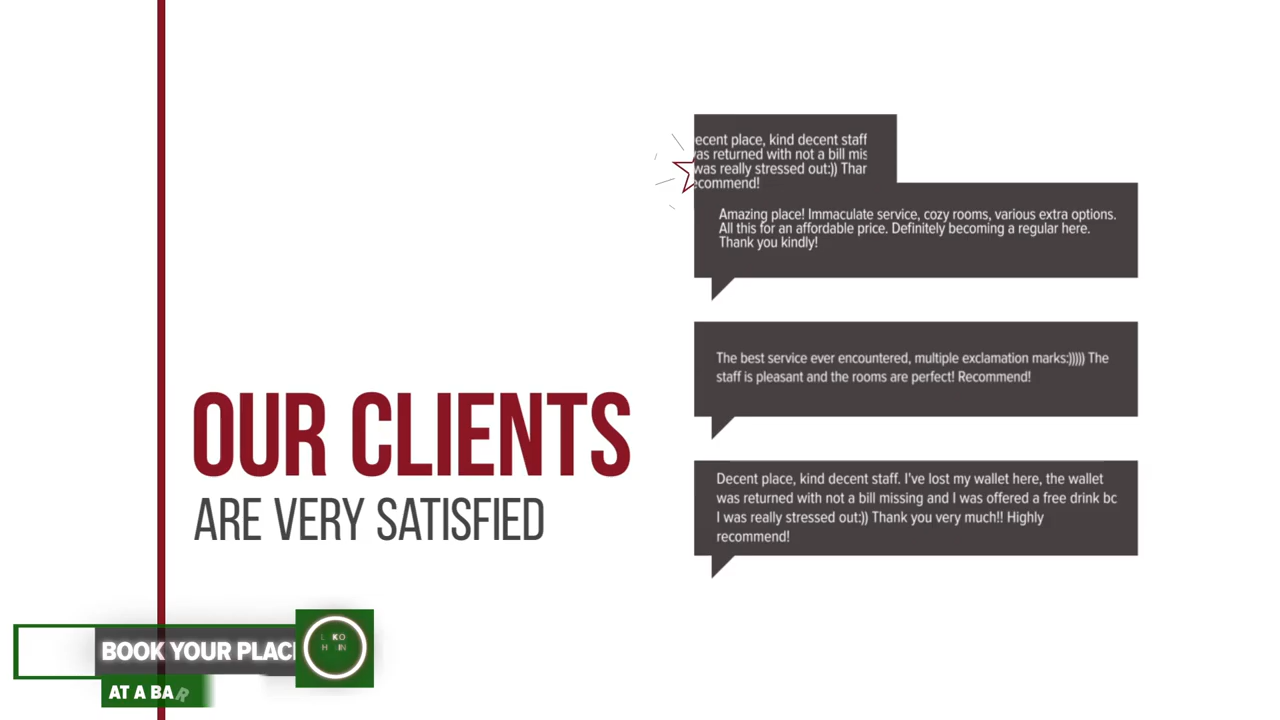 ecent place, kind decent staff
was returned with not a bill mis
was really stressed out:)) Than
ecommend!
Amazing place! Immaculate service, cozy rooms, various extra options.
All this for an affordable price. Definitely becoming a regular here.
Thank you kindly!
The best service ever encountered, multiple exclamation marks:))))) The
staff is pleasant and the rooms are perfect! Recommend!
OUR CLIENTS
ARE VERY SATISFIED
Decent place, kind decent staff. I've lost my wallet here, the wallet
was returned with not a bill missing and I was offered a free drink bc
I was really stressed out:)) Thank you very much!! Highly
recommend!
BOOK YOUR PLAC
AT A BAR